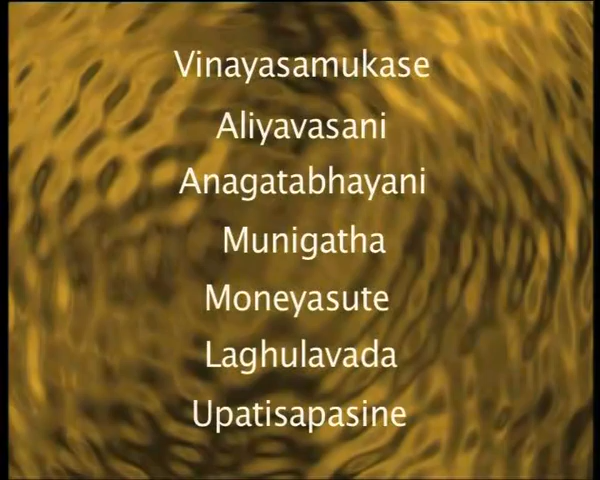 Vinayasamukase
Aliyavasani
Anagatabhayani
Munigatha
Moneyasute
Laghulavada
Upatisapasine